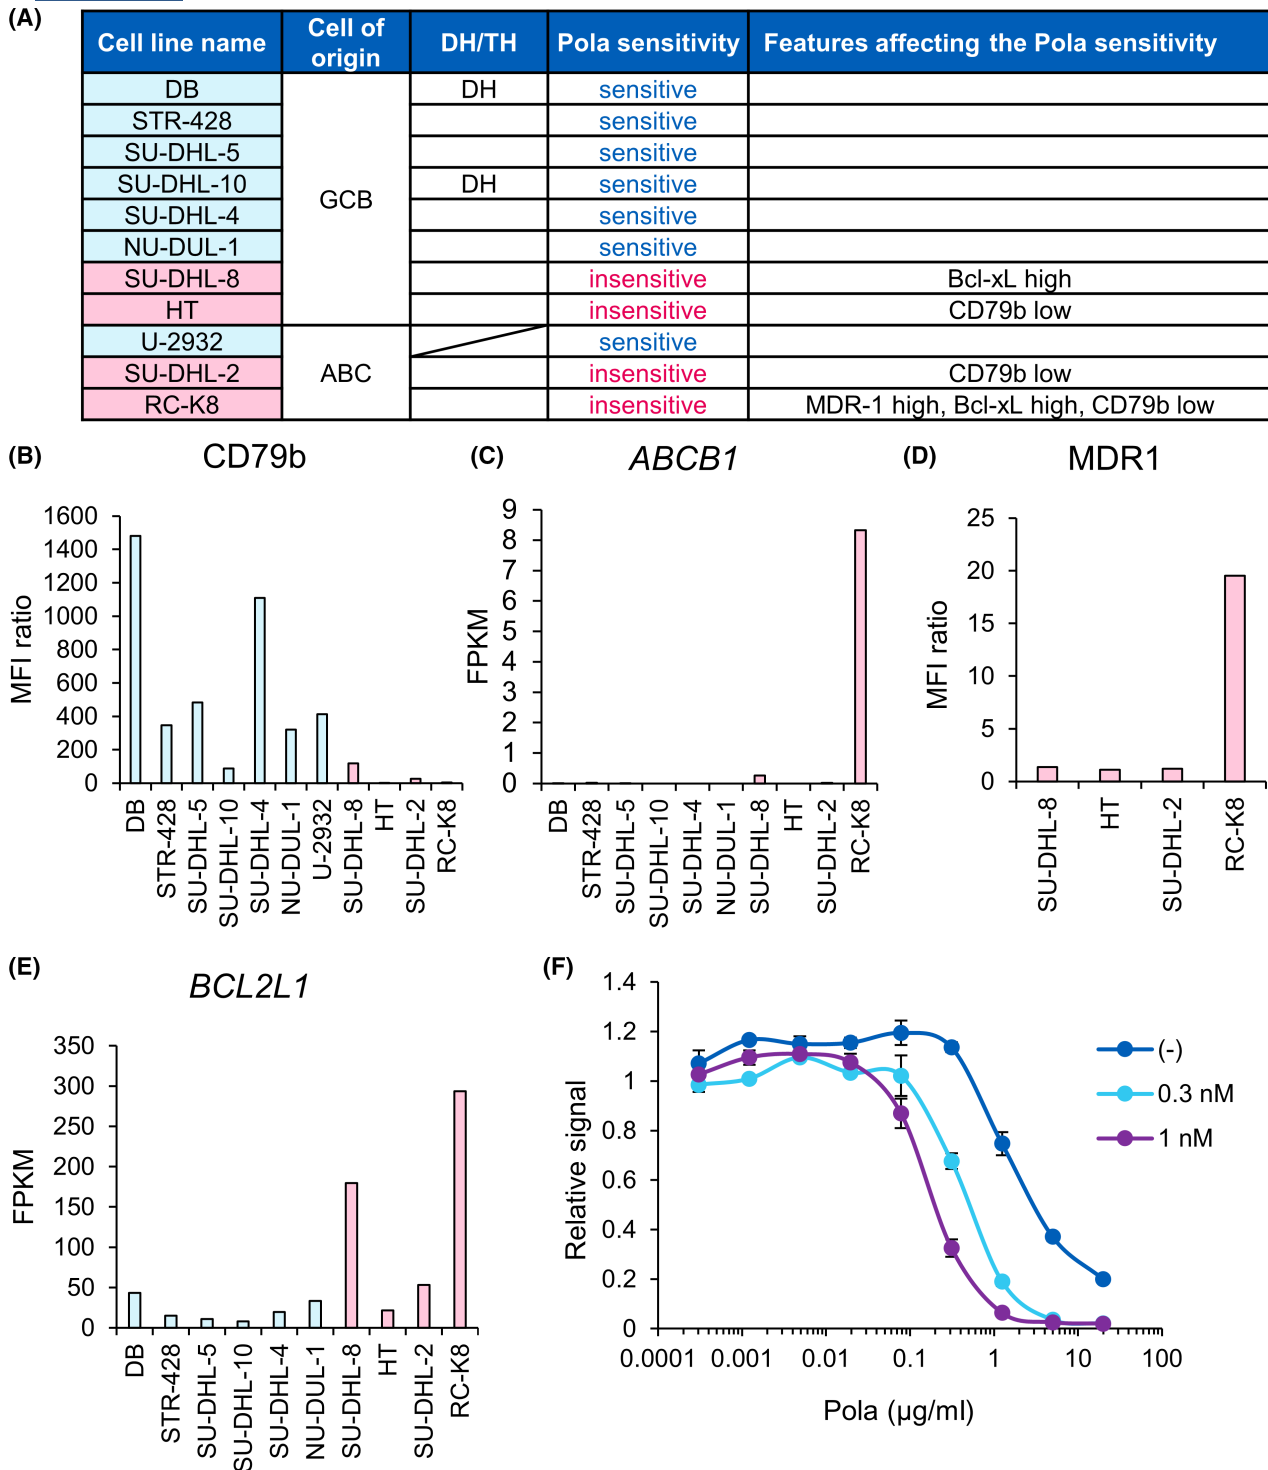 (A)
Cell line name | Cell of origin | DH/TH | Pola sensitivity | Features affecting the Pola sensitivity
DB | GCB | DH | sensitive
STR-428 | sensitive
SU-DHL-5 | sensitive
SU-DHL-10 | DH | sensitive
SU-DHL-4 | sensitive
NU-DUL-1 | sensitive
SU-DHL-8 | insensitive | Bcl-xL high
HT | insensitive | CD79b low
U-2932 | ABC | sensitive
SU-DHL-2 | insensitive | CD79b low
RC-K8 | insensitive | MDR-1 high, Bcl-xL high, CD79b low
(B)
CD79b
MFI ratio
1600
1400
1200
1000
800
600
400
200
0
DB
STR-428
SU-DHL-5
SU-DHL-10
SU-DHL-4
NU-DUL-1
U-2932
SU-DHL-8
HT
SU-DHL-2
RC-K8
(C)
ABCB1
FPKM
9
8
7
6
5
4
3
2
1
0
DB
STR-428
SU-DHL-5
SU-DHL-10
SU-DHL-4
NU-DUL-1
SU-DHL-8
HT
SU-DHL-2
RC-K8
(D)
MDR1
MFI ratio
25
20
15
10
5
0
SU-DHL-8
HT
SU-DHL-2
RC-K8
(E)
BCL2L1
FPKM
350
300
250
200
150
100
50
0
DB
STR-428
SU-DHL-5
SU-DHL-10
SU-DHL-4
NU-DUL-1
SU-DHL-8
HT
SU-DHL-2
RC-K8
(F)
Relative signal
1.4
1.2
1
0.8
0.6
0.4
0.2
0
0.0001 0.001 0.01 0.1 1 10 100
Pola (μg/ml)
(-)
0.3 nM
1 nM